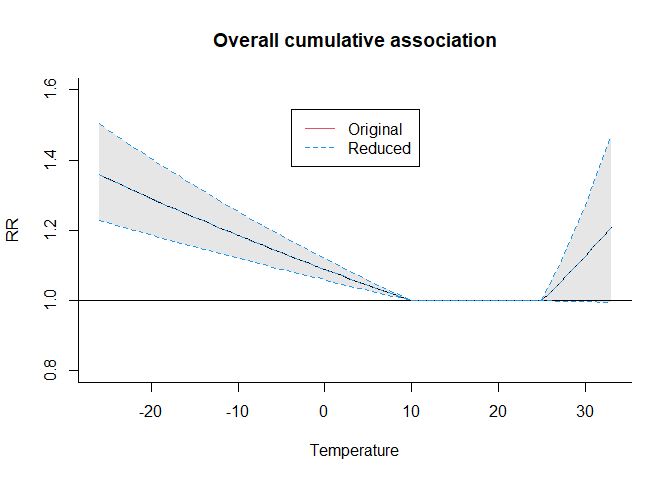 Overall cumulative association
Original
Reduced
RR
0.8
1.0
1.2
1.4
1.6
-20
-10
0
10
20
30
Temperature